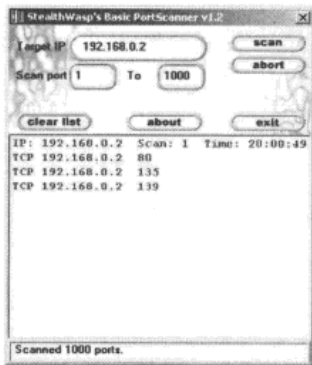 StealthWasp's Basic PortScanner v1.2
Target IP 192.168.0.2 scan
Scan port 1 To 1000 abort
clear list about exit
IP: 192.168.0.2 Scan: 1 Time: 20:00:49
TCP 192.168.0.2 80
TCP 192.168.0.2 135
TCP 192.168.0.2 139
Scanned 1000 ports.